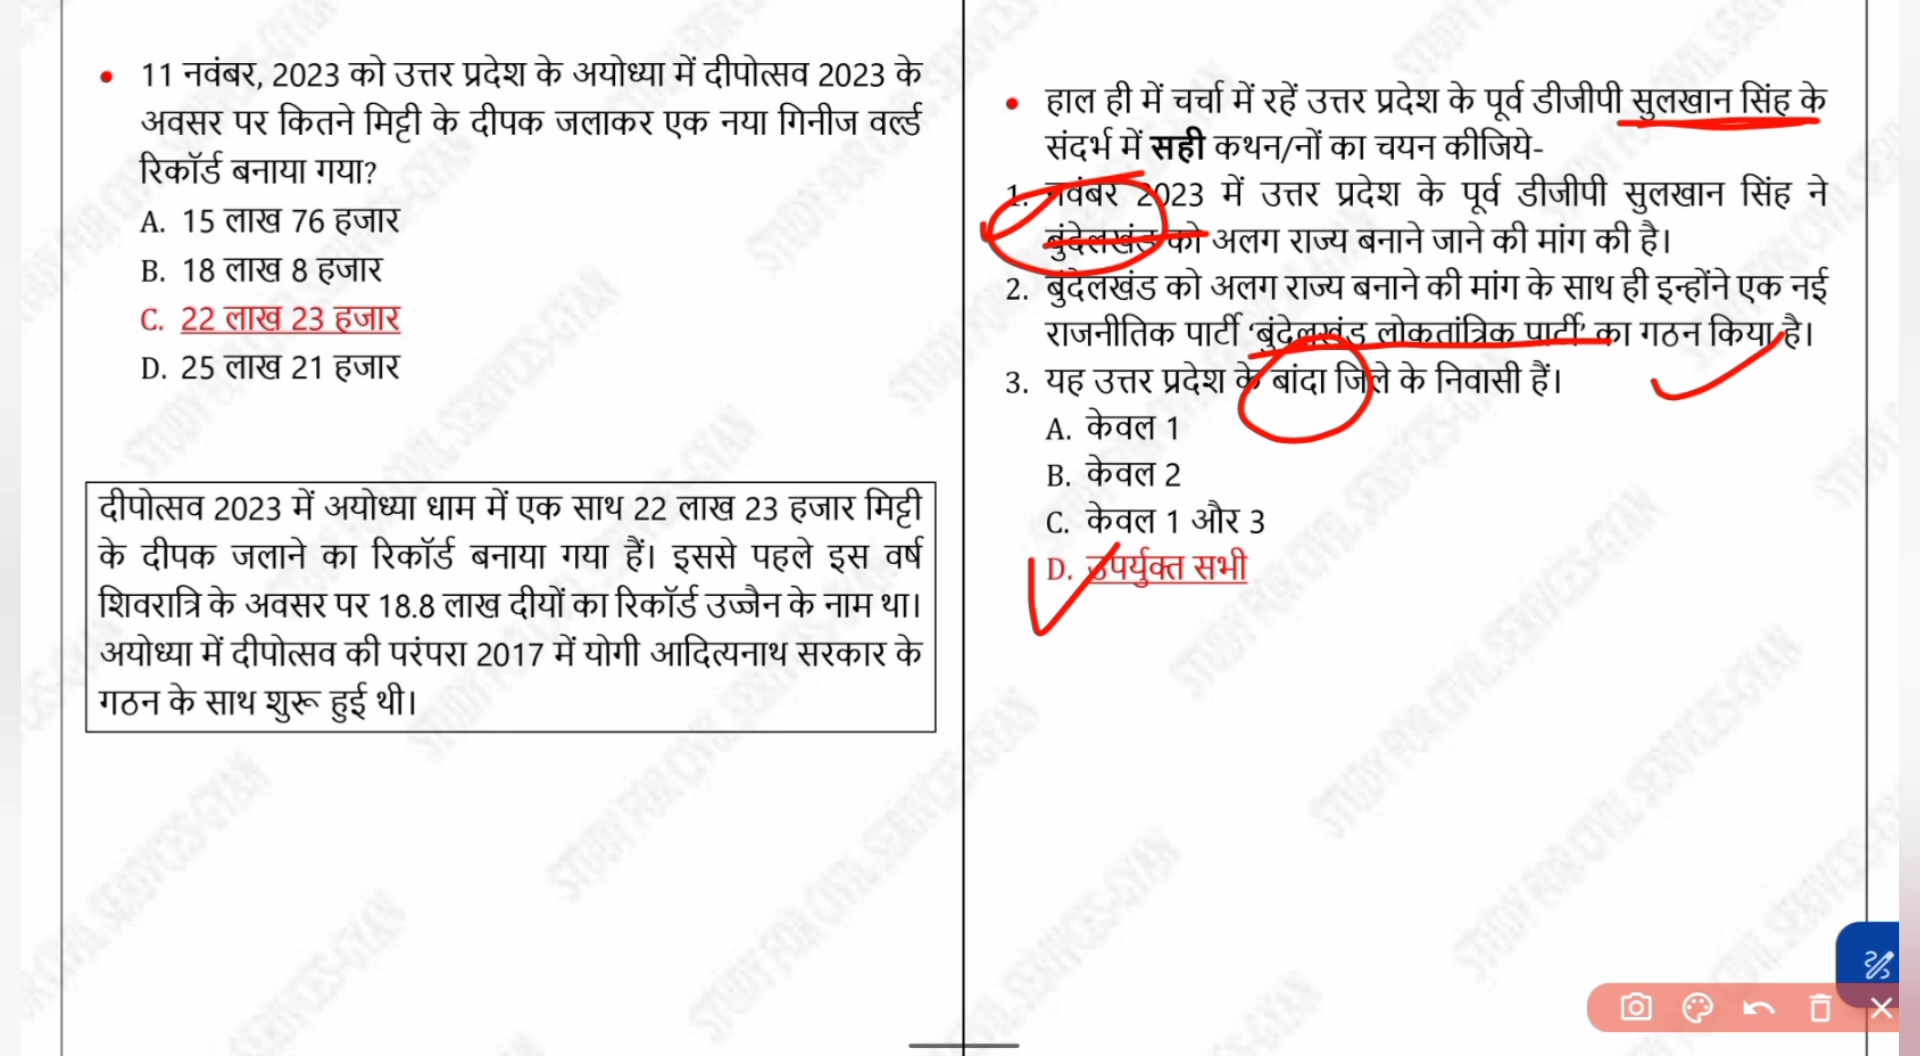 • 11 नवंबर, 2023 को उत्तर प्रदेश के अयोध्या में दीपोत्सव 2023 के
अवसर पर कितने मिट्टी के दीपक जलाकर एक नया गिनीज वर्ल्ड
रिकॉर्ड बनाया गया?
A. 15 लाख 76 हजार
B. 18 लाख 8 हजार
C. 22 लाख 23 हजार
D. 25 लाख 21 हजार
दीपोत्सव 2023 में अयोध्या धाम में एक साथ 22 लाख 23 हजार मिट्टी
के दीपक जलाने का रिकॉर्ड बनाया गया हैं। इससे पहले इस वर्ष
शिवरात्रि के अवसर पर 18.8 लाख दीयों का रिकॉर्ड उज्जैन के नाम था।
अयोध्या में दीपोत्सव की परंपरा 2017 में योगी आदित्यनाथ सरकार के
गठन के साथ शुरू हुई थी।
• हाल ही में चर्चा में रहें उत्तर प्रदेश के पूर्व डीजीपी सुलखान सिंह के
संदर्भ में सही कथन/नों का चयन कीजिये-
1. नवंबर 2023 में उत्तर प्रदेश के पूर्व डीजीपी सुलखान सिंह ने
बुंदेलखंड को अलग राज्य बनाने जाने की मांग की है।
2. बुंदेलखंड को अलग राज्य बनाने की मांग के साथ ही इन्होंने एक नई
राजनीतिक पार्टी ‘बुंदेलखंड लोकतांत्रिक पार्टी’ का गठन किया है।
3. यह उत्तर प्रदेश के बांदा जिले के निवासी हैं।
A. केवल 1
B. केवल 2
C. केवल 1 और 3
D. उपर्युक्त सभी
STUDY FOR CIVIL SERVICES-GYAN